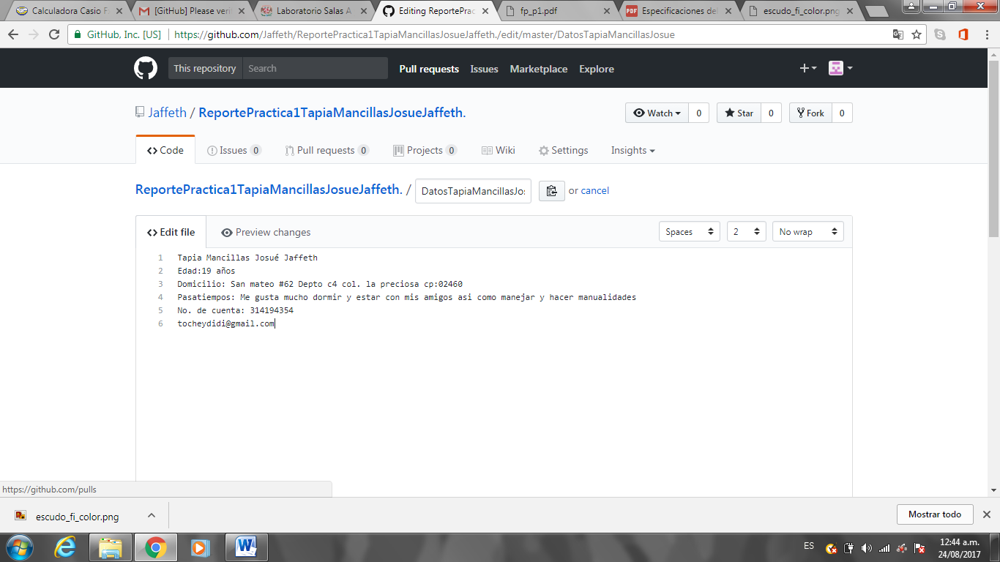 Calculadora Casio F
[GitHub] Please veri
Laboratorio Salas A
Editing ReportePrac
fp_p1.pdf
Especificaciones del
escudo_fi_color.png
GitHub, Inc. [US] https://github.com/Jaffeth/ReportePractica1TapiaMancillasJosueJaffeth./edit/master/DatosTapiaMancillasJosue
This repository Search Pull requests Issues Marketplace Explore
Jaffeth / ReportePractica1TapiaMancillasJosueJaffeth.
Watch 0 Star 0 Fork 0
Code Issues 0 Pull requests 0 Projects 0 Wiki Settings Insights
ReportePractica1TapiaMancillasJosueJaffeth. / DatosTapiaMancillasJos or cancel
Edit file Preview changes Spaces 2 No wrap
1 Tapia Mancillas Josué Jaffeth
2 Edad:19 años
3 Domicilio: San mateo #62 Depto c4 col. la preciosa cp:02460
4 Pasatiempos: Me gusta mucho dormir y estar con mis amigos asi como manejar y hacer manualidades
5 No. de cuenta: 314194354
6 tocheydidi@gmail.com
https://github.com/pulls
escudo_fi_color.png Mostrar todo
ES 12:44 a.m.
24/08/2017